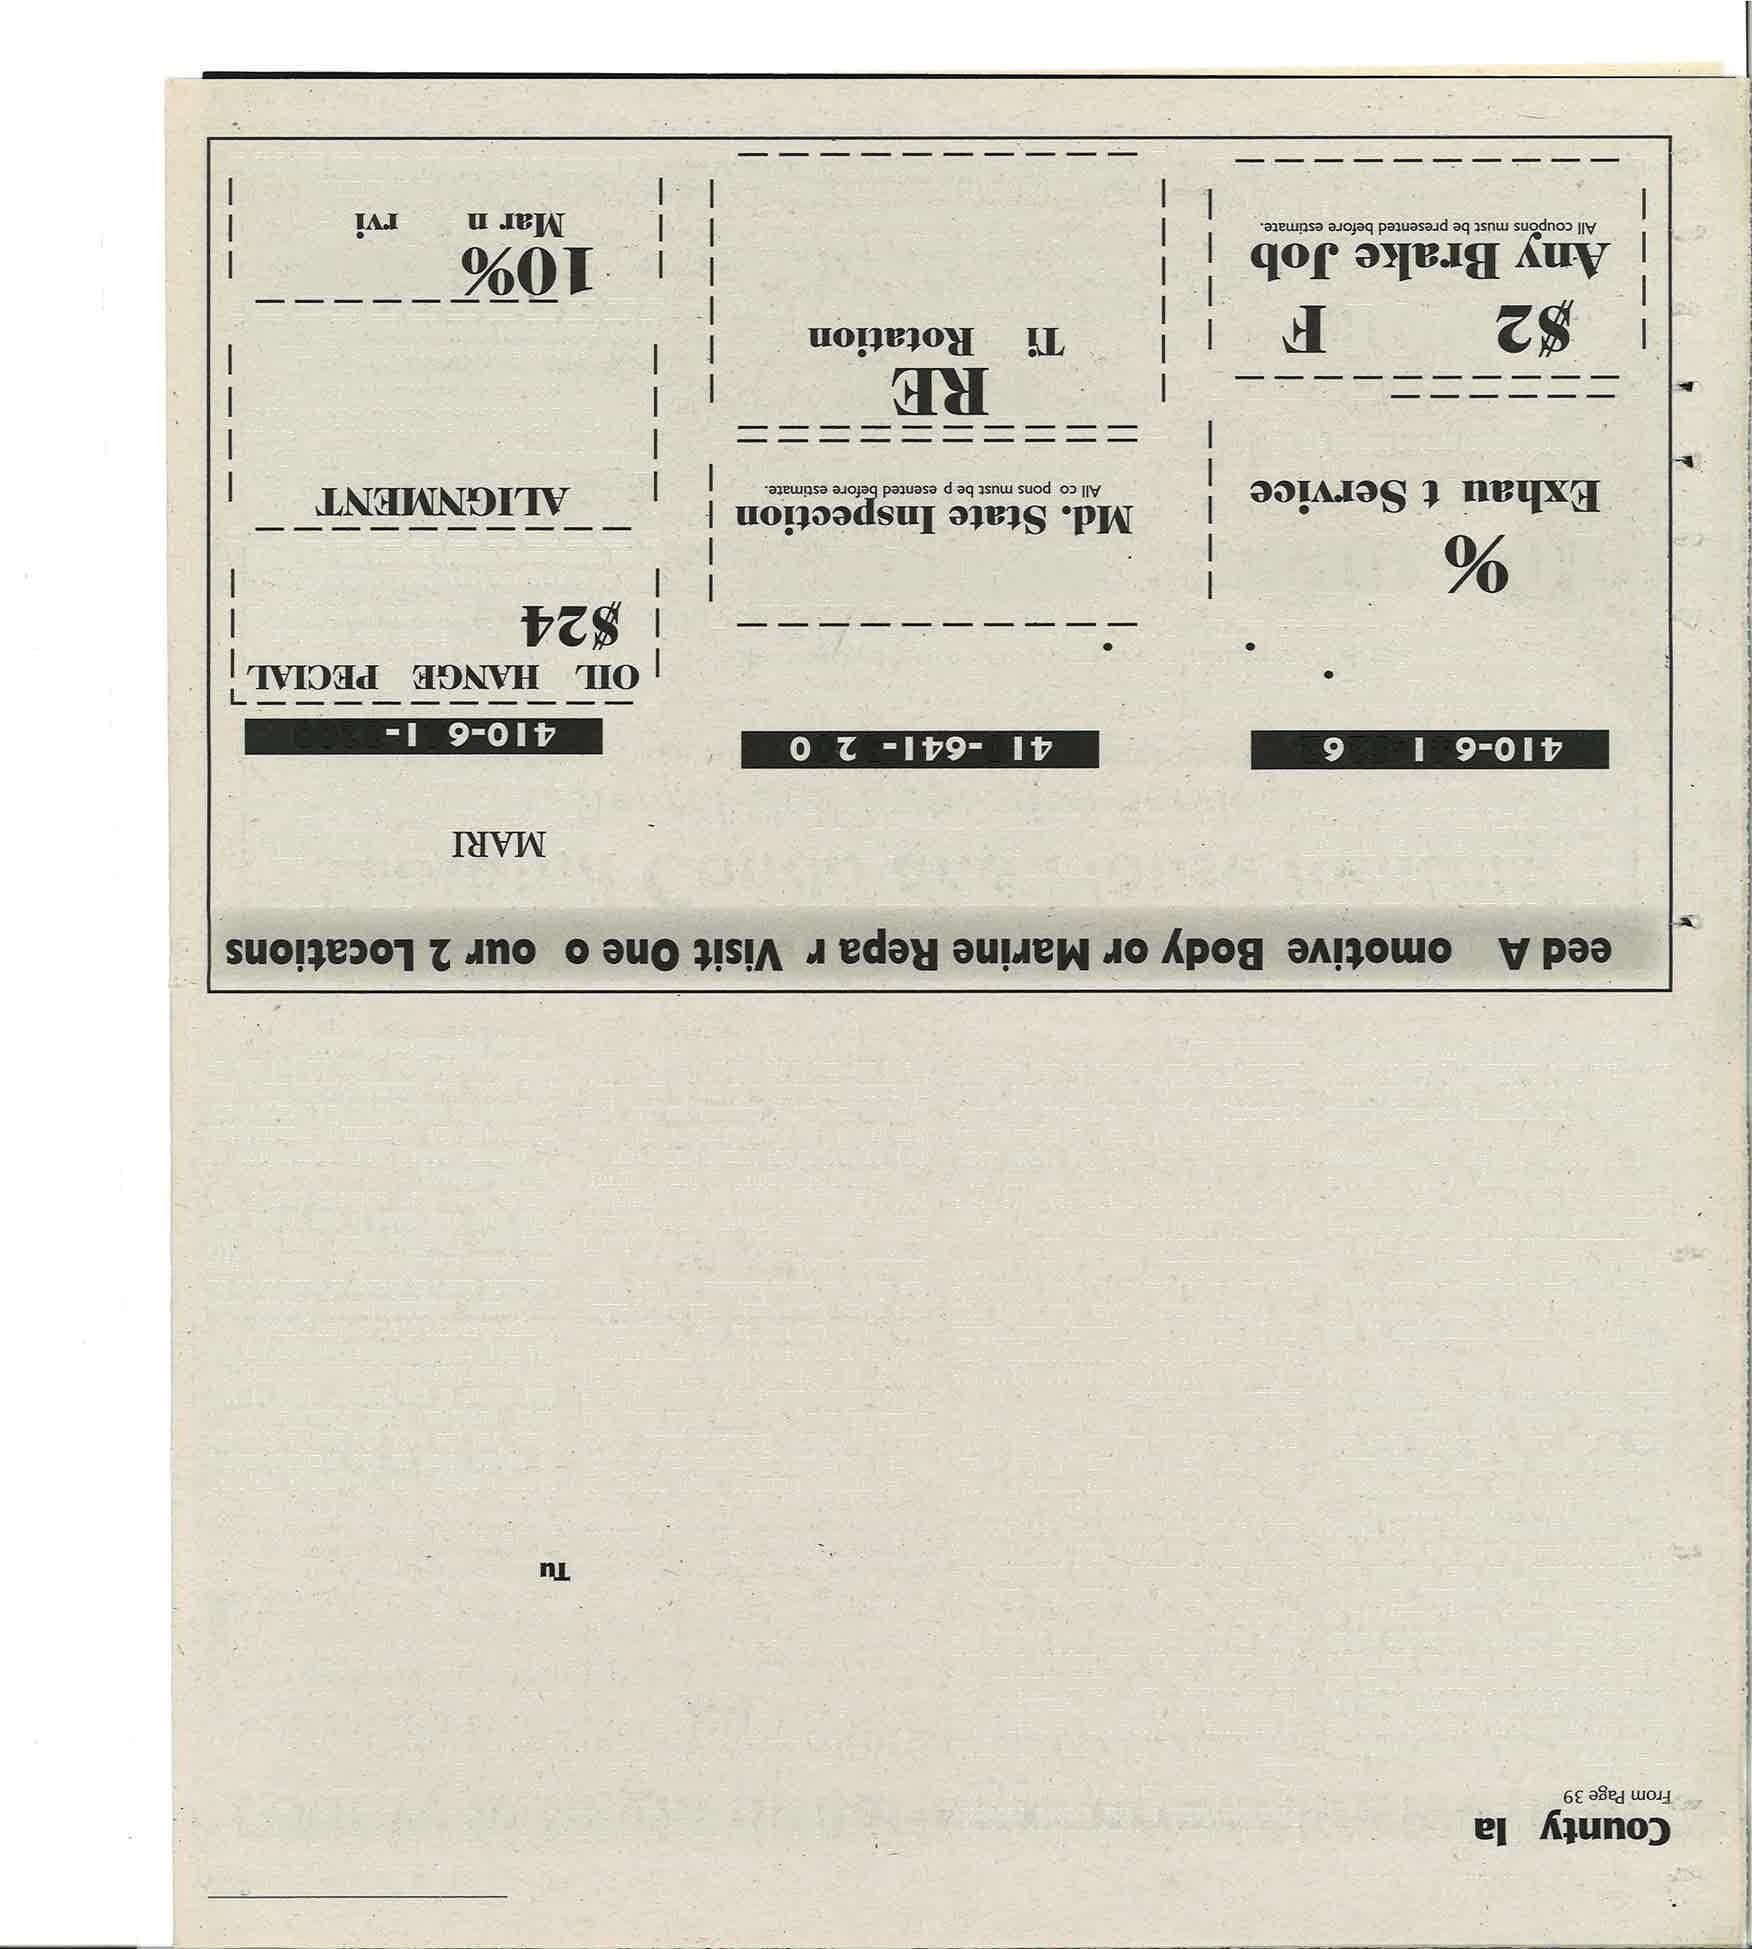 County la
From Page 39
Tu
eed A omotive Body or Marine Repa r Visit One o our 2 Locations
MARI
410-6 1 6
%
Exhau t Service
$2 F
Any Brake Job
All coupons must be presented before estimate.
41 -641- 2 0
Md. State Inspection
All co pons must be p esented before estimate.
RE
Ti Rotation
410-6 1-
OIL HANGE PECIAL
$24
ALIGNMENT
10%
Mar n rvi